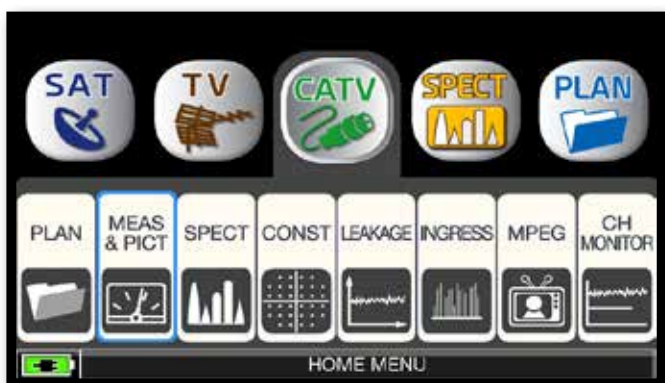 SAT TV CATV SPECT PLAN
PLAN MEAS & PICT SPECT CONST LEAKAGE INGRESS MPEG CH MONITOR
HOME MENU